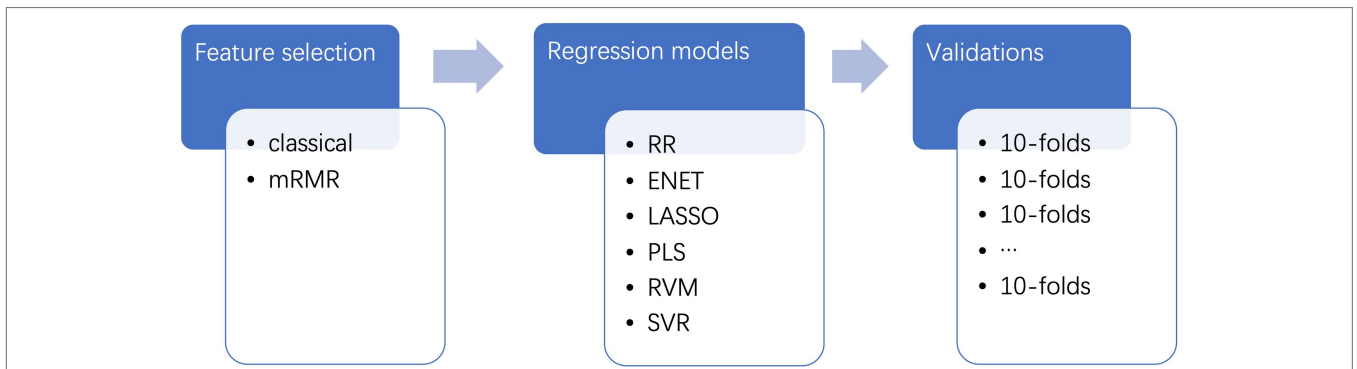 Feature selection
• classical
• mRMR
Regression models
• RR
• ENET
• LASSO
• PLS
• RVM
• SVR
Validations
• 10-folds
• 10-folds
• 10-folds
• ...
• 10-folds